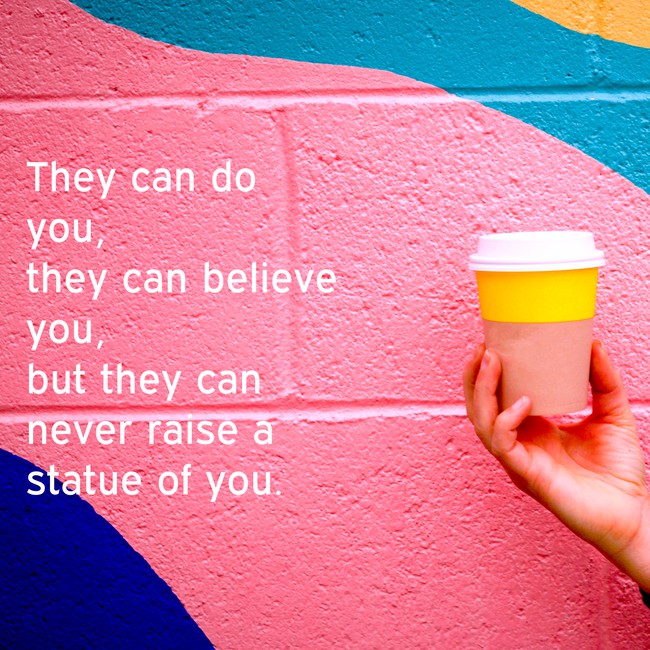 They can do
you,
they can believe
you,
but they can
never raise a
statue of you.